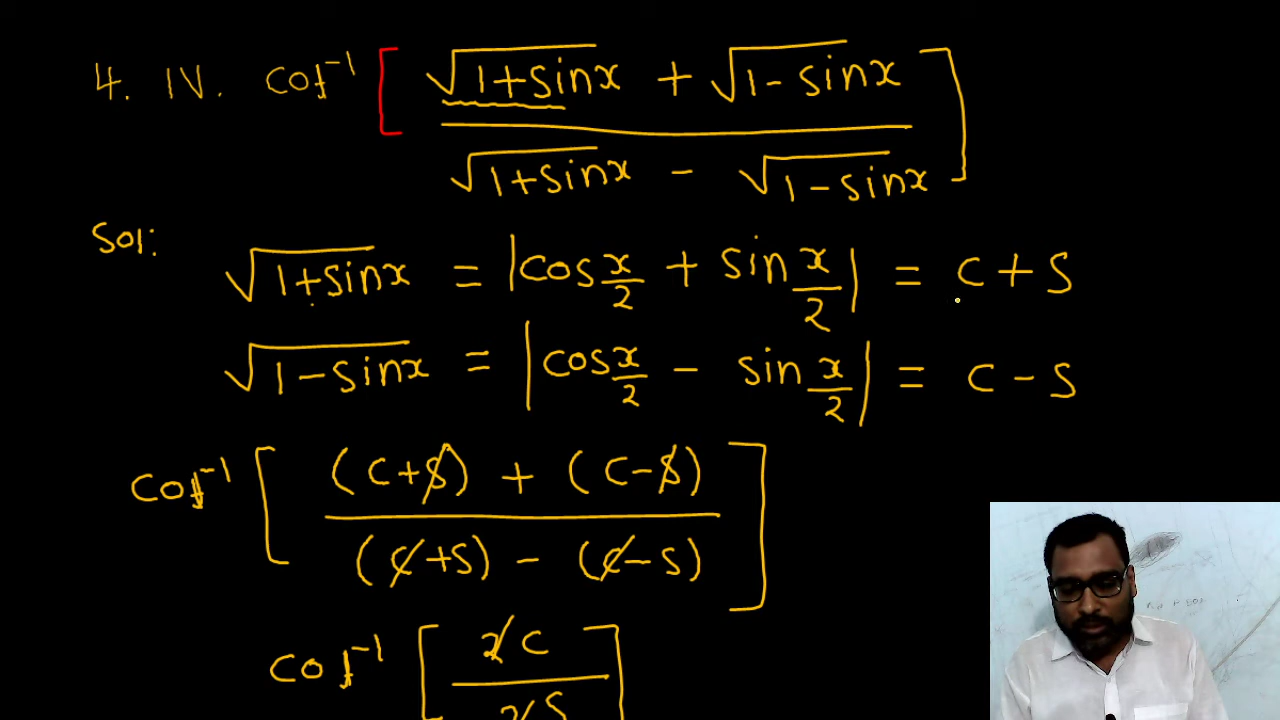 4. IV. Cot⁻¹ [ (√1+sinx + √1-sinx) / (√1+sinx - √1-sinx) ]
Sol:
√1+sinx = |cos x/2 + sin x/2| = c + s
√1-sinx = |cos x/2 - sin x/2| = c - s
Cot⁻¹ [ ((c+s) + (c-s)) / ((c+s) - (c-s)) ]
Cot⁻¹ [ 2c / 2s ]